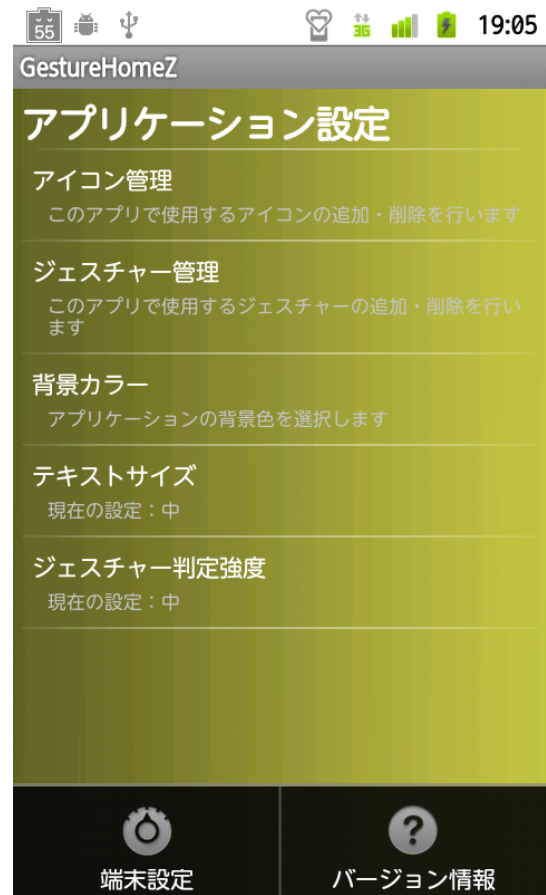 55
3G
19:05
GestureHomeZ
アプリケーション設定
アイコン管理
このアプリで使用するアイコンの追加・削除を行います
ジェスチャー管理
このアプリで使用するジェスチャーの追加・削除を行い
ます
背景カラー
アプリケーションの背景色を選択します
テキストサイズ
現在の設定：中
ジェスチャー判定強度
現在の設定：中
?
端末設定
バージョン情報